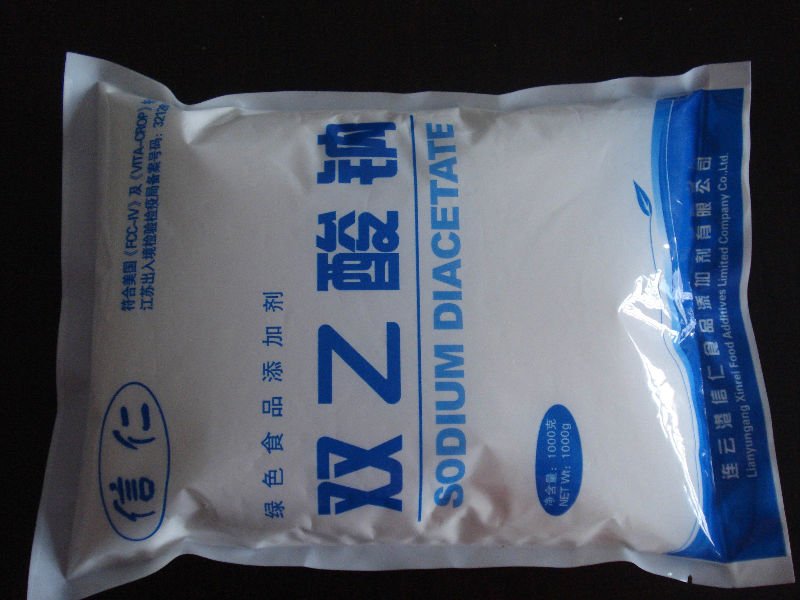 符合美国《FCC-IV》及《VITA-CROP》
江苏出入境检验检疫局备案号码:3212
信仁
绿色食品添加剂
双乙酸钠
SODIUM DIACETATE
净含量:1000克
NET Wt:1000g
连云港信仁食品添加剂有限公司
Lianyungang Xinrei Food Additives Limited Company Co.,Ltd